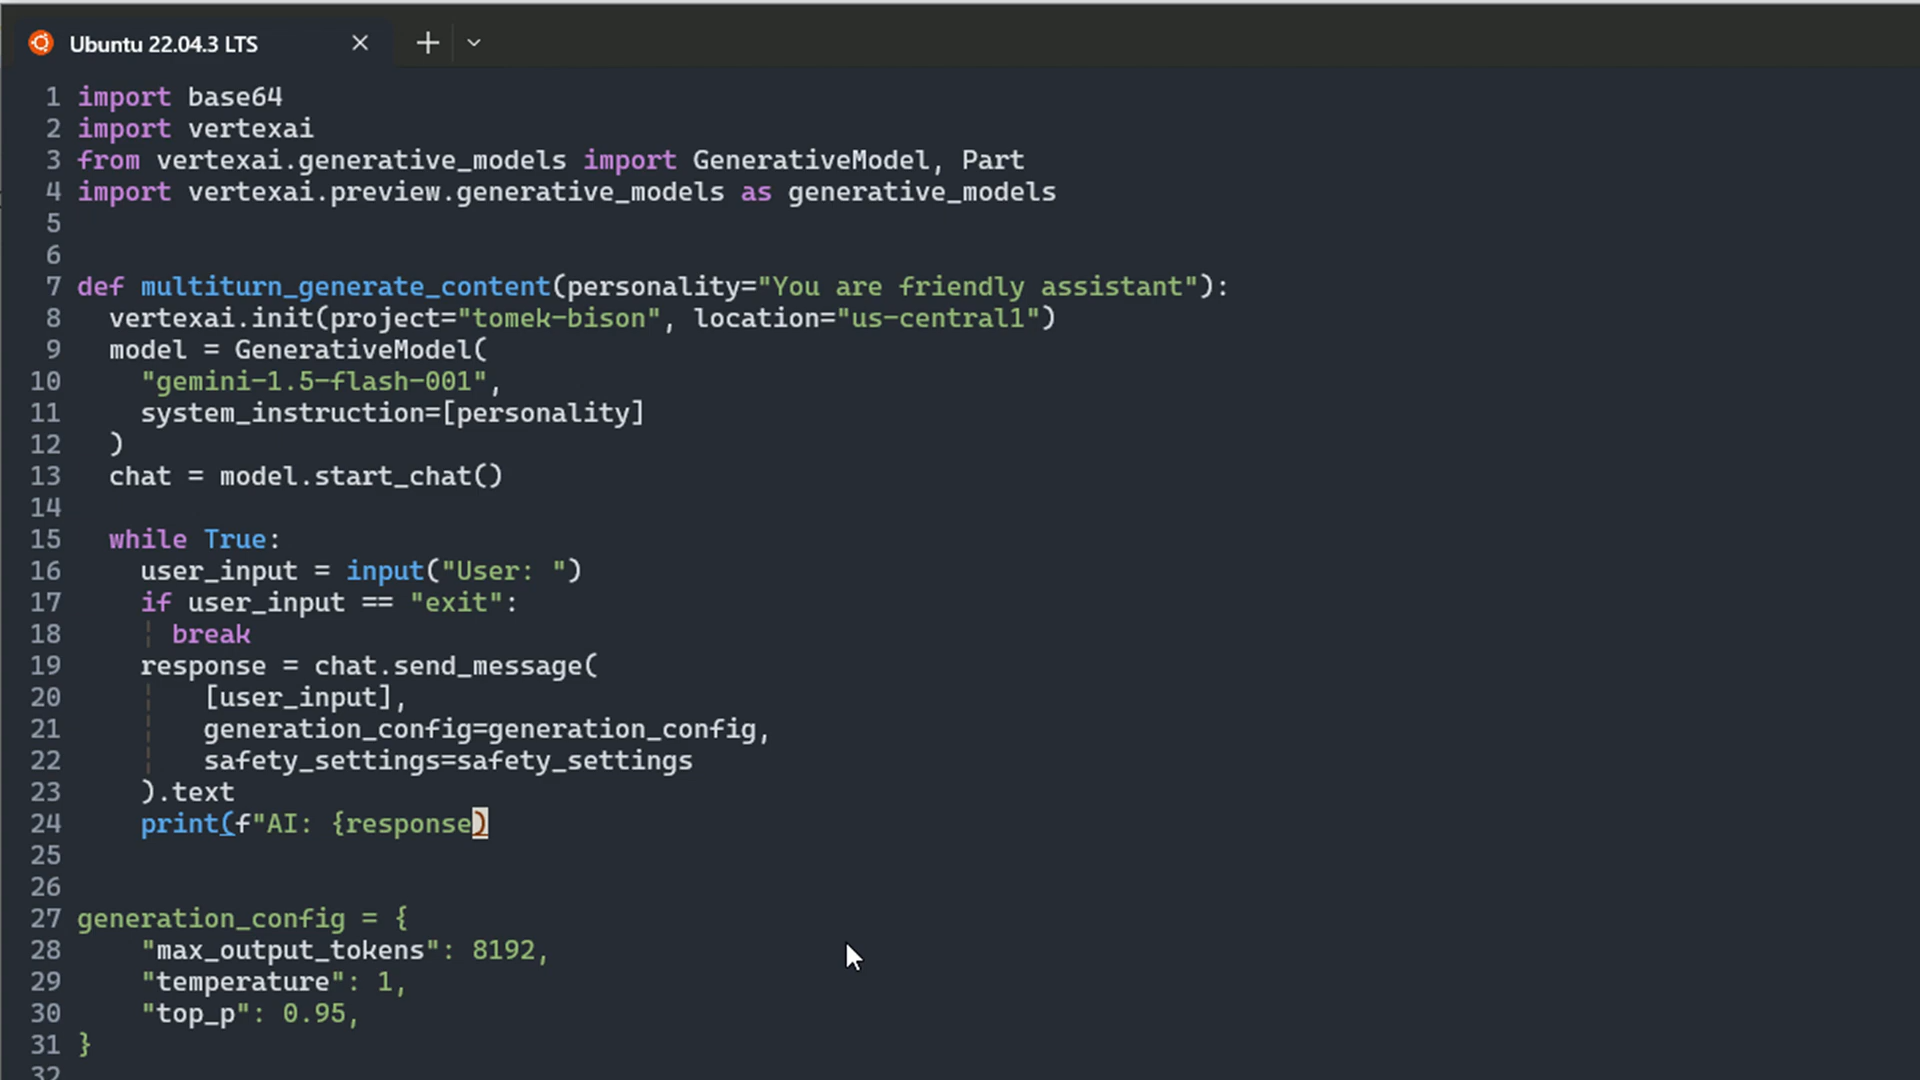 Ubuntu 22.04.3 LTS
1 import base64
2 import vertexai
3 from vertexai.generative_models import GenerativeModel, Part
4 import vertexai.preview.generative_models as generative_models
5
6
7 def multiturn_generate_content(personality="You are friendly assistant"):
8   vertexai.init(project="tomek-bison", location="us-central1")
9   model = GenerativeModel(
10     "gemini-1.5-flash-001",
11     system_instruction=[personality]
12   )
13   chat = model.start_chat()
14
15   while True:
16     user_input = input("User: ")
17     if user_input == "exit":
18       break
19     response = chat.send_message(
20         [user_input],
21         generation_config=generation_config,
22         safety_settings=safety_settings
23     ).text
24     print(f"AI: {response)
25
26
27 generation_config = {
28     "max_output_tokens": 8192,
29     "temperature": 1,
30     "top_p": 0.95,
31 }
32